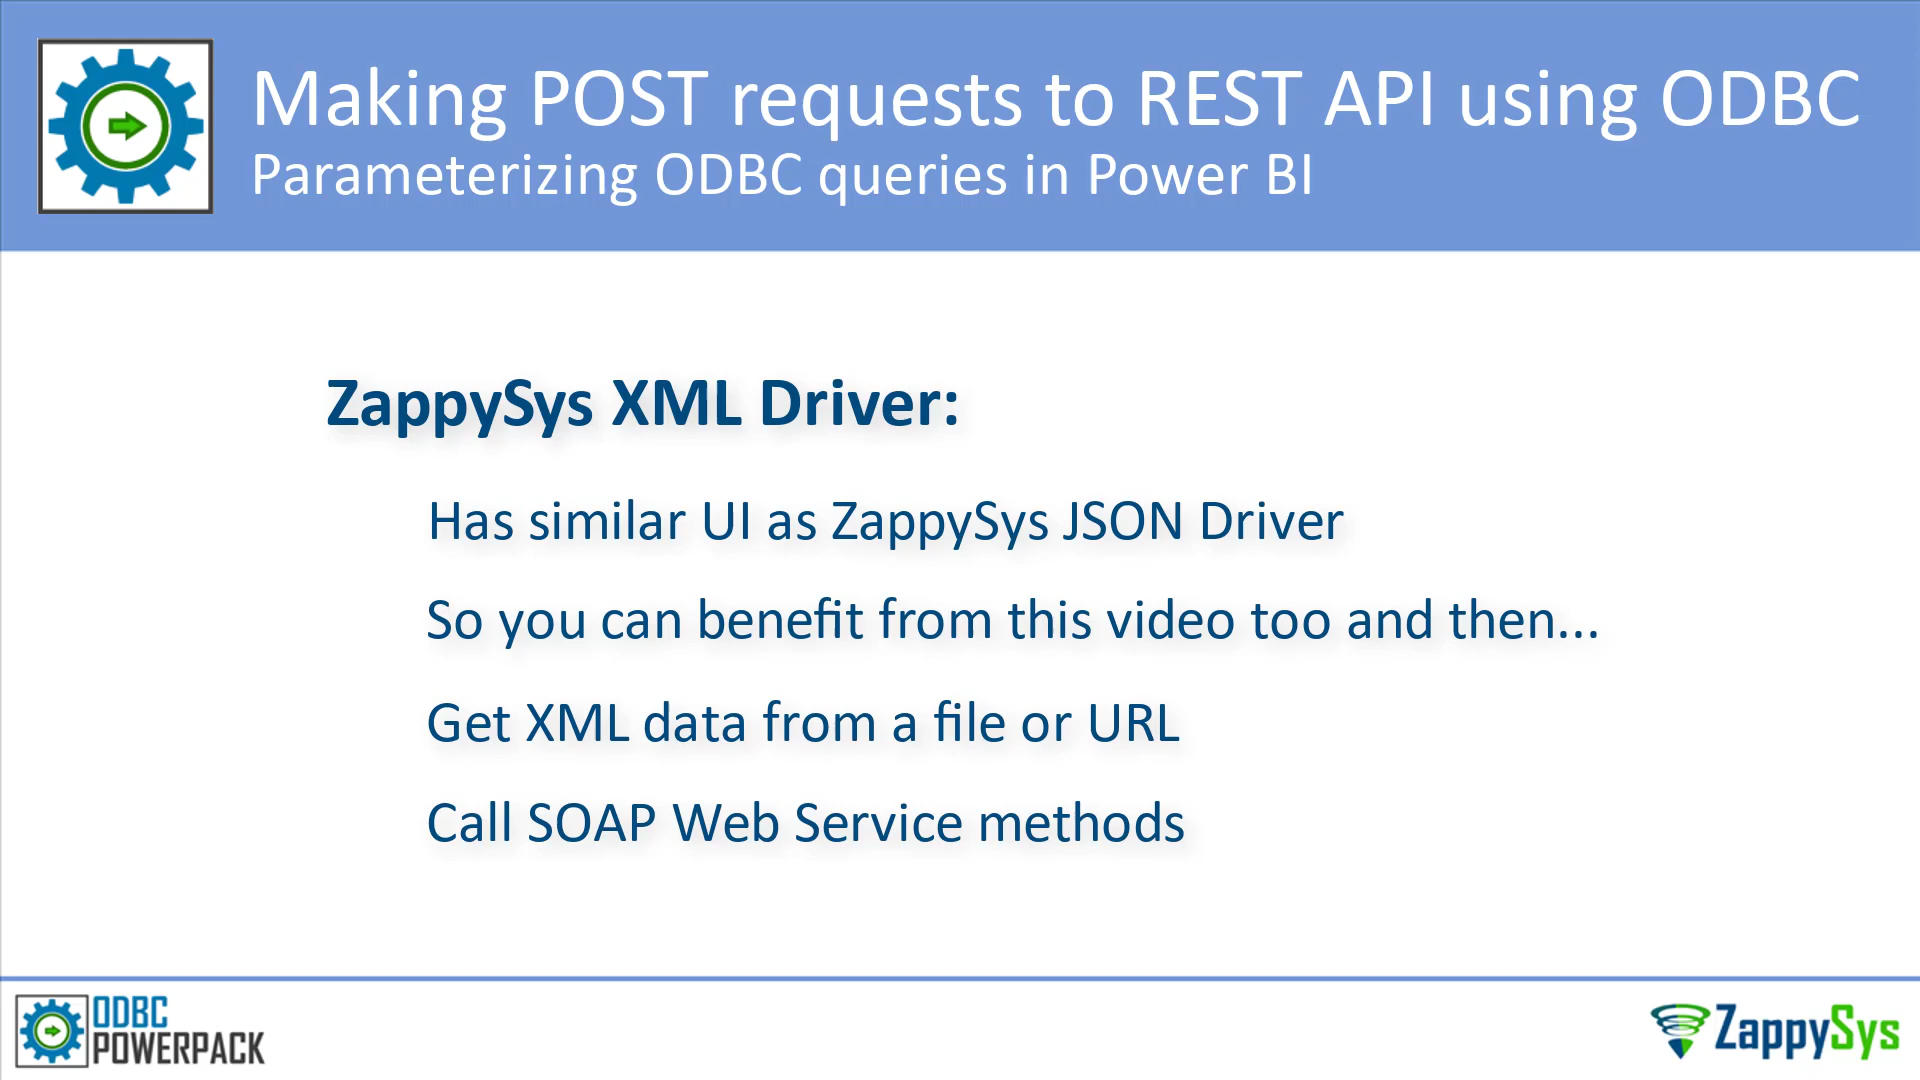 Making POST requests to REST API using ODBC
Parameterizing ODBC queries in Power BI
ZappySys XML Driver:
Has similar UI as ZappySys JSON Driver
So you can benefit from this video too and then...
Get XML data from a file or URL
Call SOAP Web Service methods
ODBC
POWERPACK
ZappySys